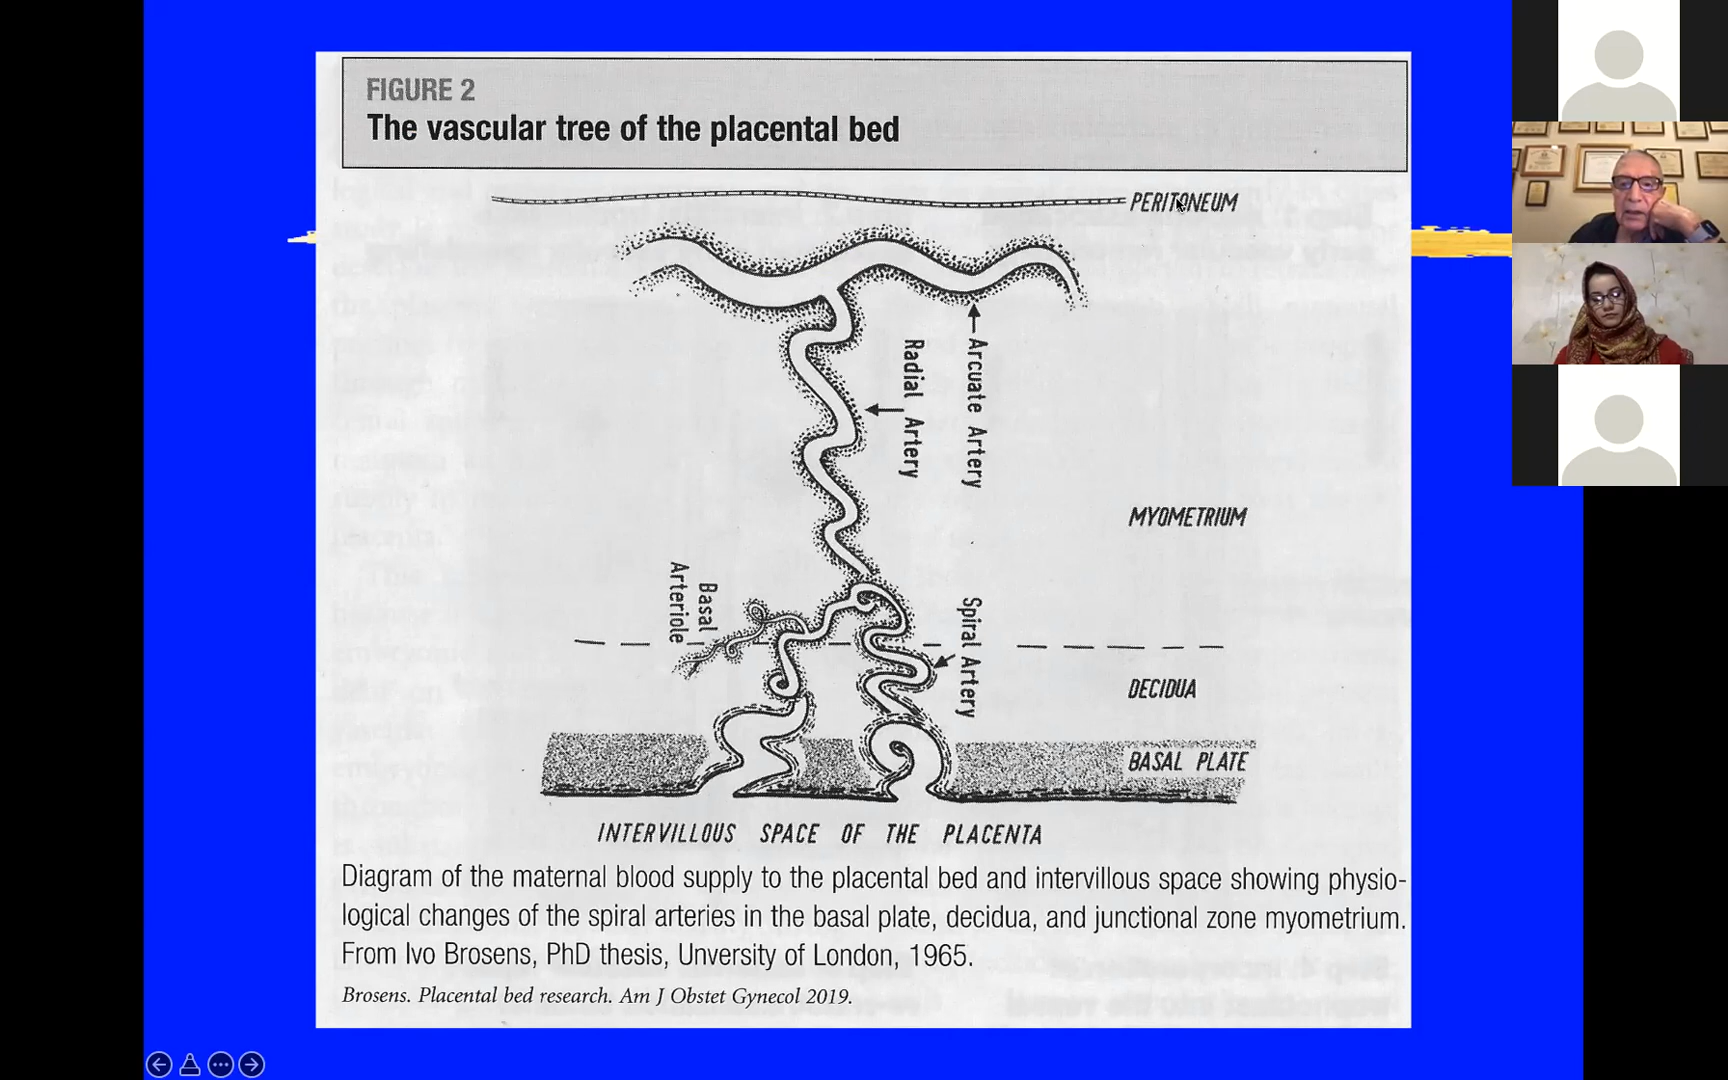 FIGURE 2
The vascular tree of the placental bed
PERITONEUM
Radial Artery
Arcuate Artery
MYOMETRIUM
Basal
Arteriole
Spiral Artery
DECIDUA
BASAL PLATE
INTERVILLOUS SPACE OF THE PLACENTA
Diagram of the maternal blood supply to the placental bed and intervillous space showing physio-
logical changes of the spiral arteries in the basal plate, decidua, and junctional zone myometrium.
From Ivo Brosens, PhD thesis, Unversity of London, 1965.
Brosens. Placental bed research. Am J Obstet Gynecol 2019.